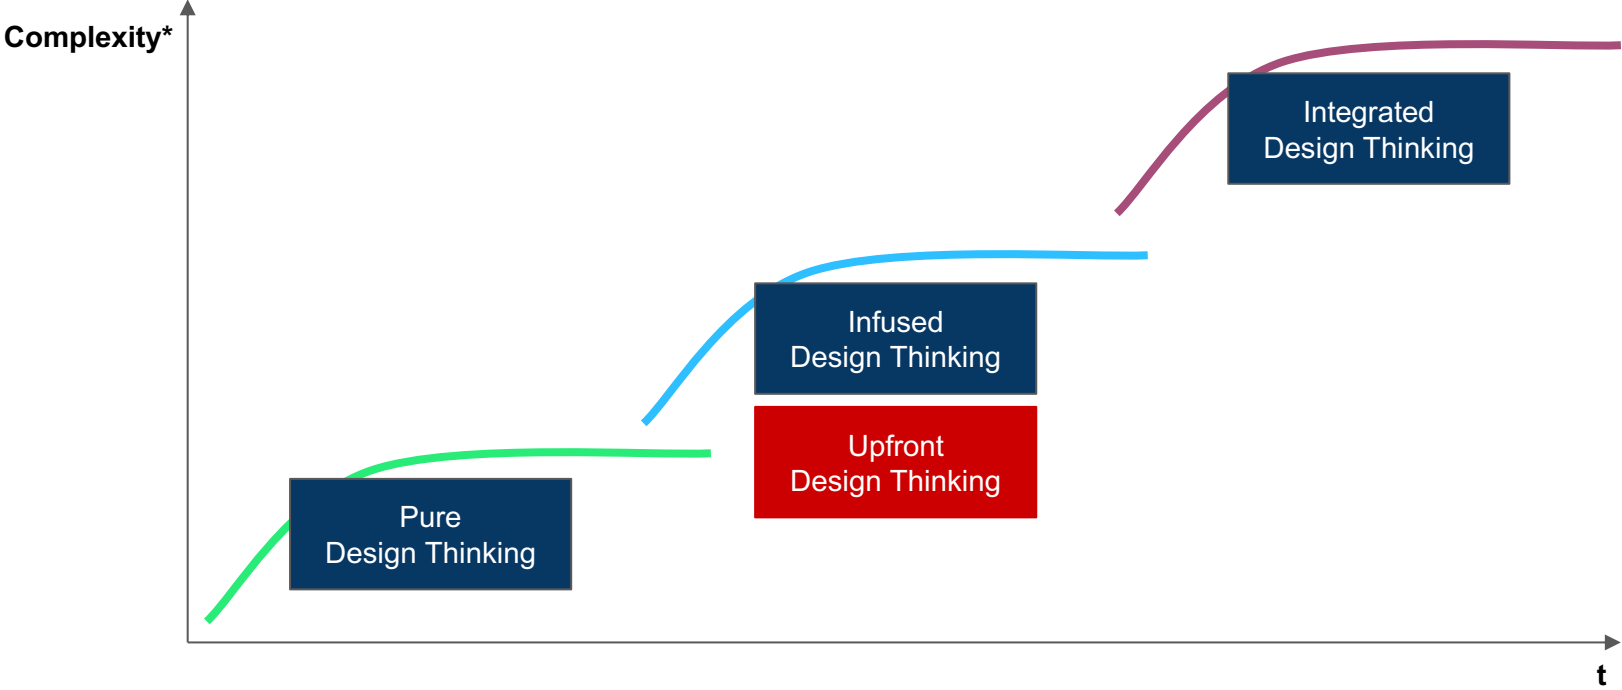 Complexity*
Integrated
Design Thinking
Infused
Design Thinking
Upfront
Design Thinking
Pure
Design Thinking
t